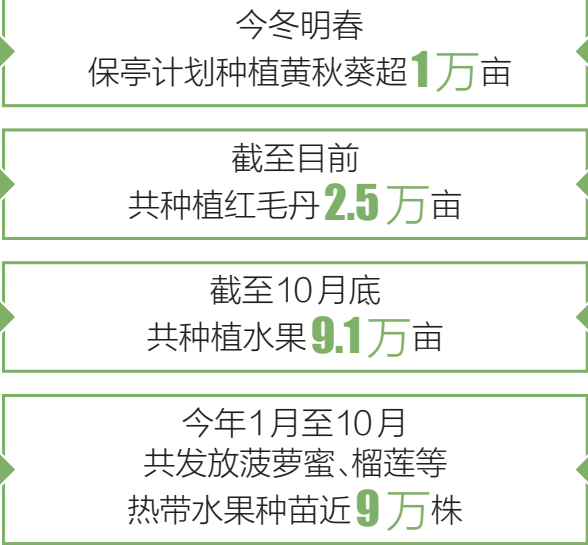 今冬明春
保亭计划种植黄秋葵超1万亩
截至目前
共种植红毛丹2.5万亩
截至10月底
共种植水果9.1万亩
今年1月至10月
共发放菠萝蜜、榴莲等
热带水果种苗近9万株